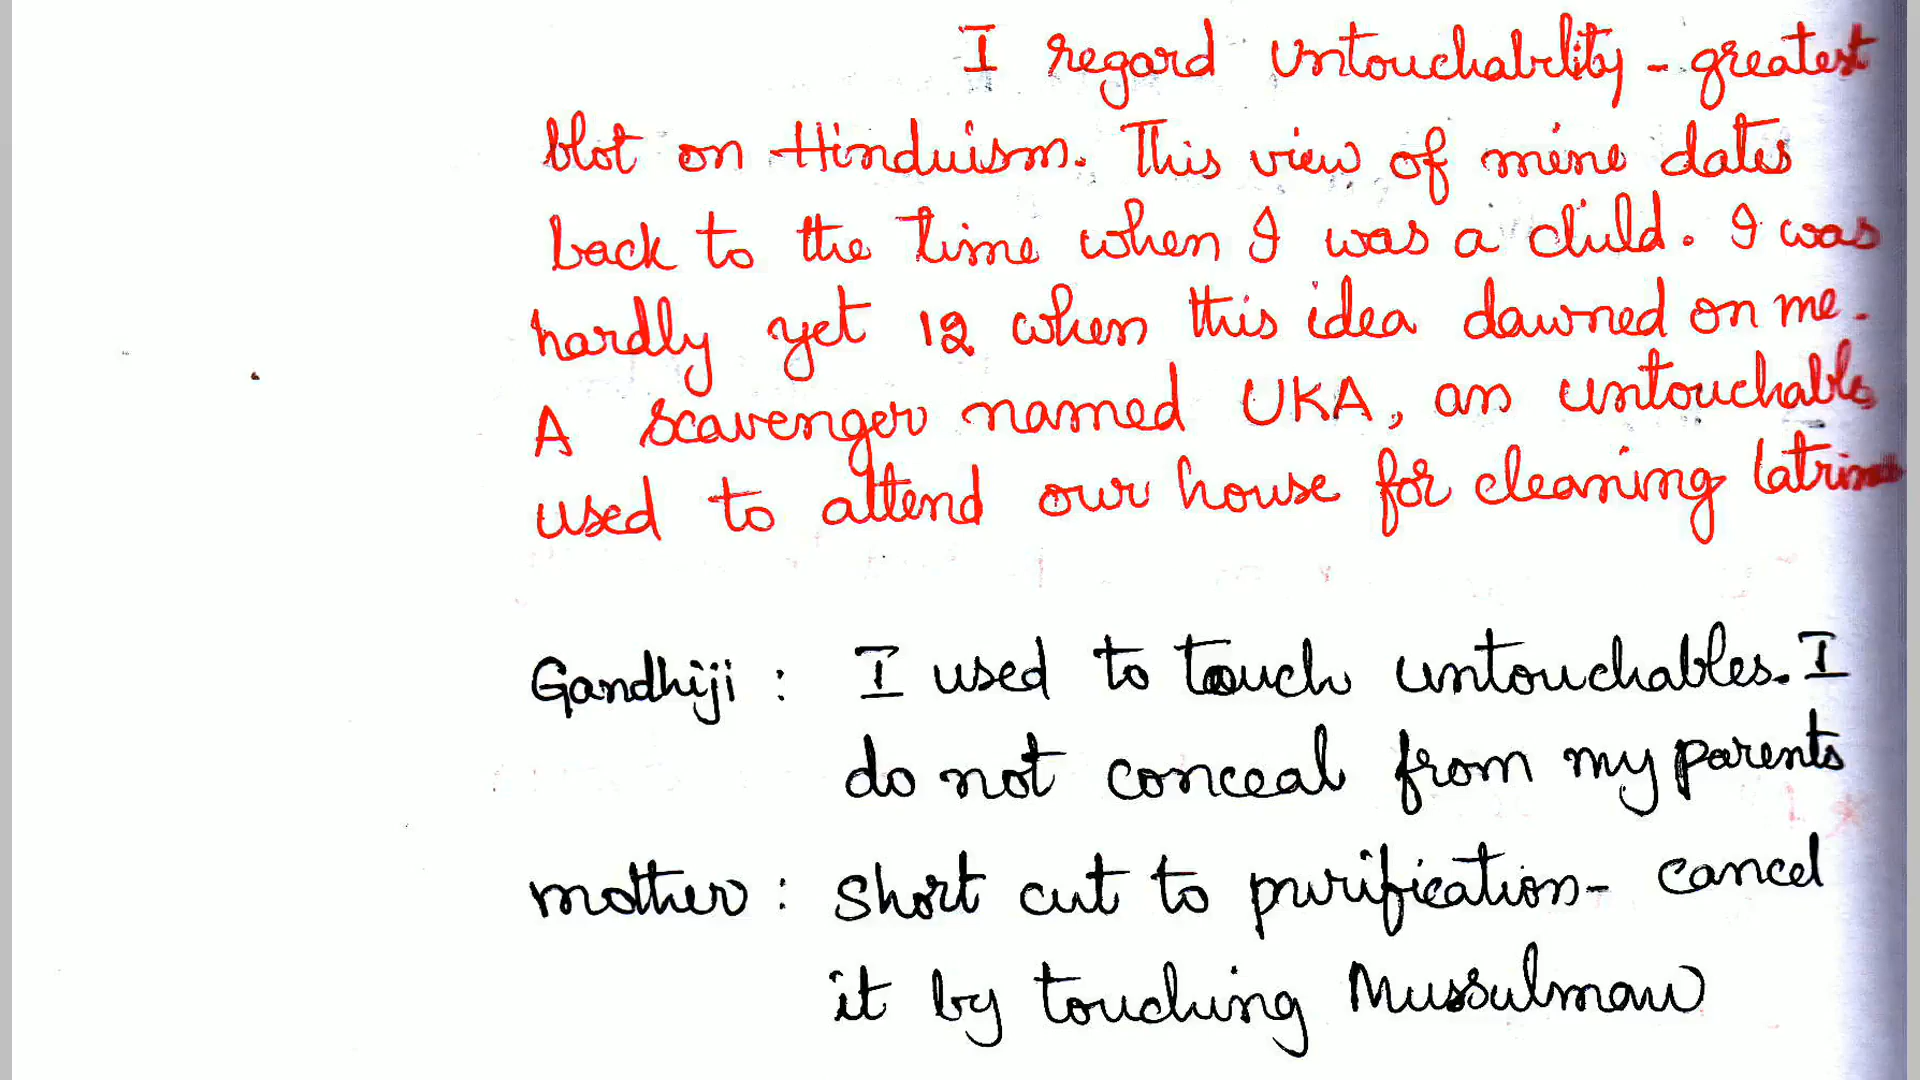 I regard untouchability - greatest
blot on Hinduism. This view of mine dates
back to the time when I was a child. I was
hardly yet 12 when this idea dawned on me.
A scavenger named UKA, an untouchable
used to attend our house for cleaning latrines
Gandhiji : I used to touch untouchables. I
do not conceal from my parents
mother : short cut to purification - cancel
it by touching Mussulman